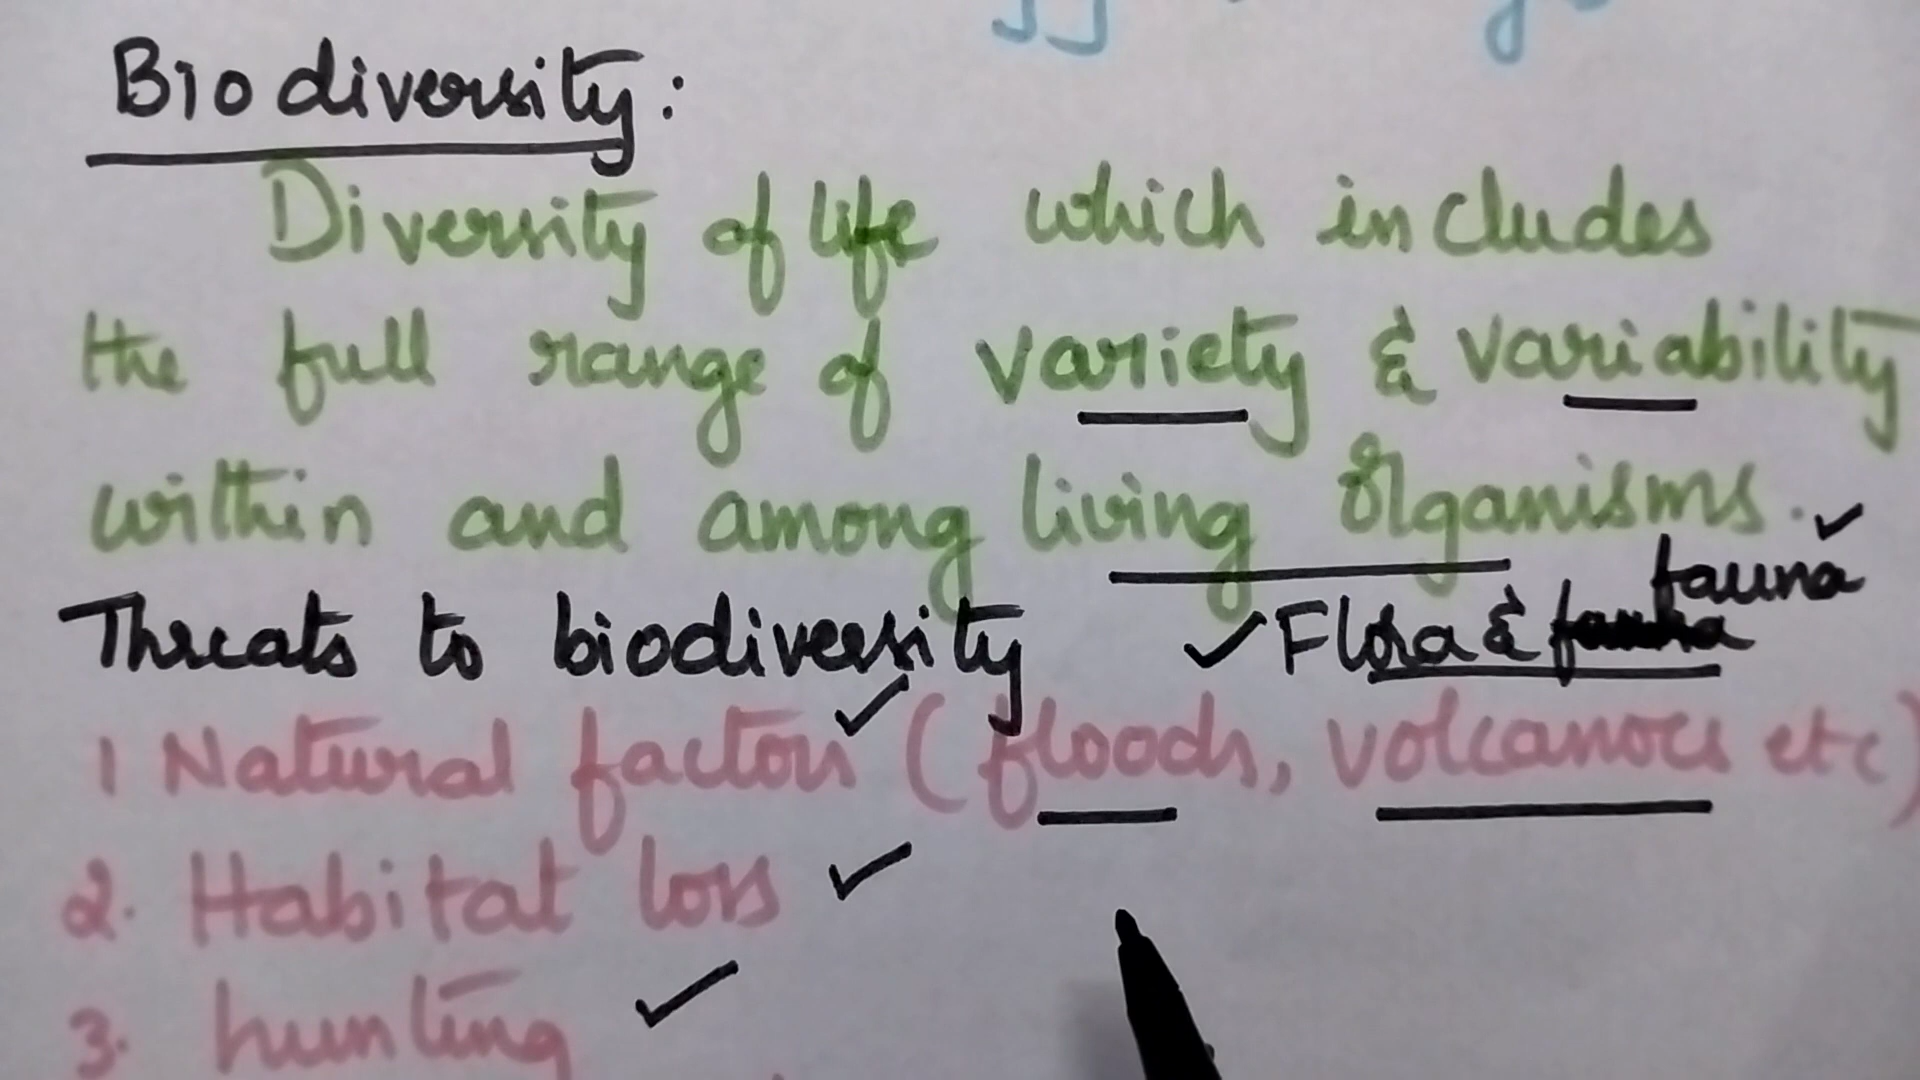 Biodiversity:
Diversity of life which includes
the full range of variety & variability
within and among living organisms.
fauna
Threats to biodiversity Flora &
1 Natural factors (floods, volcanoes etc)
2. Habitat loss
3. hunting